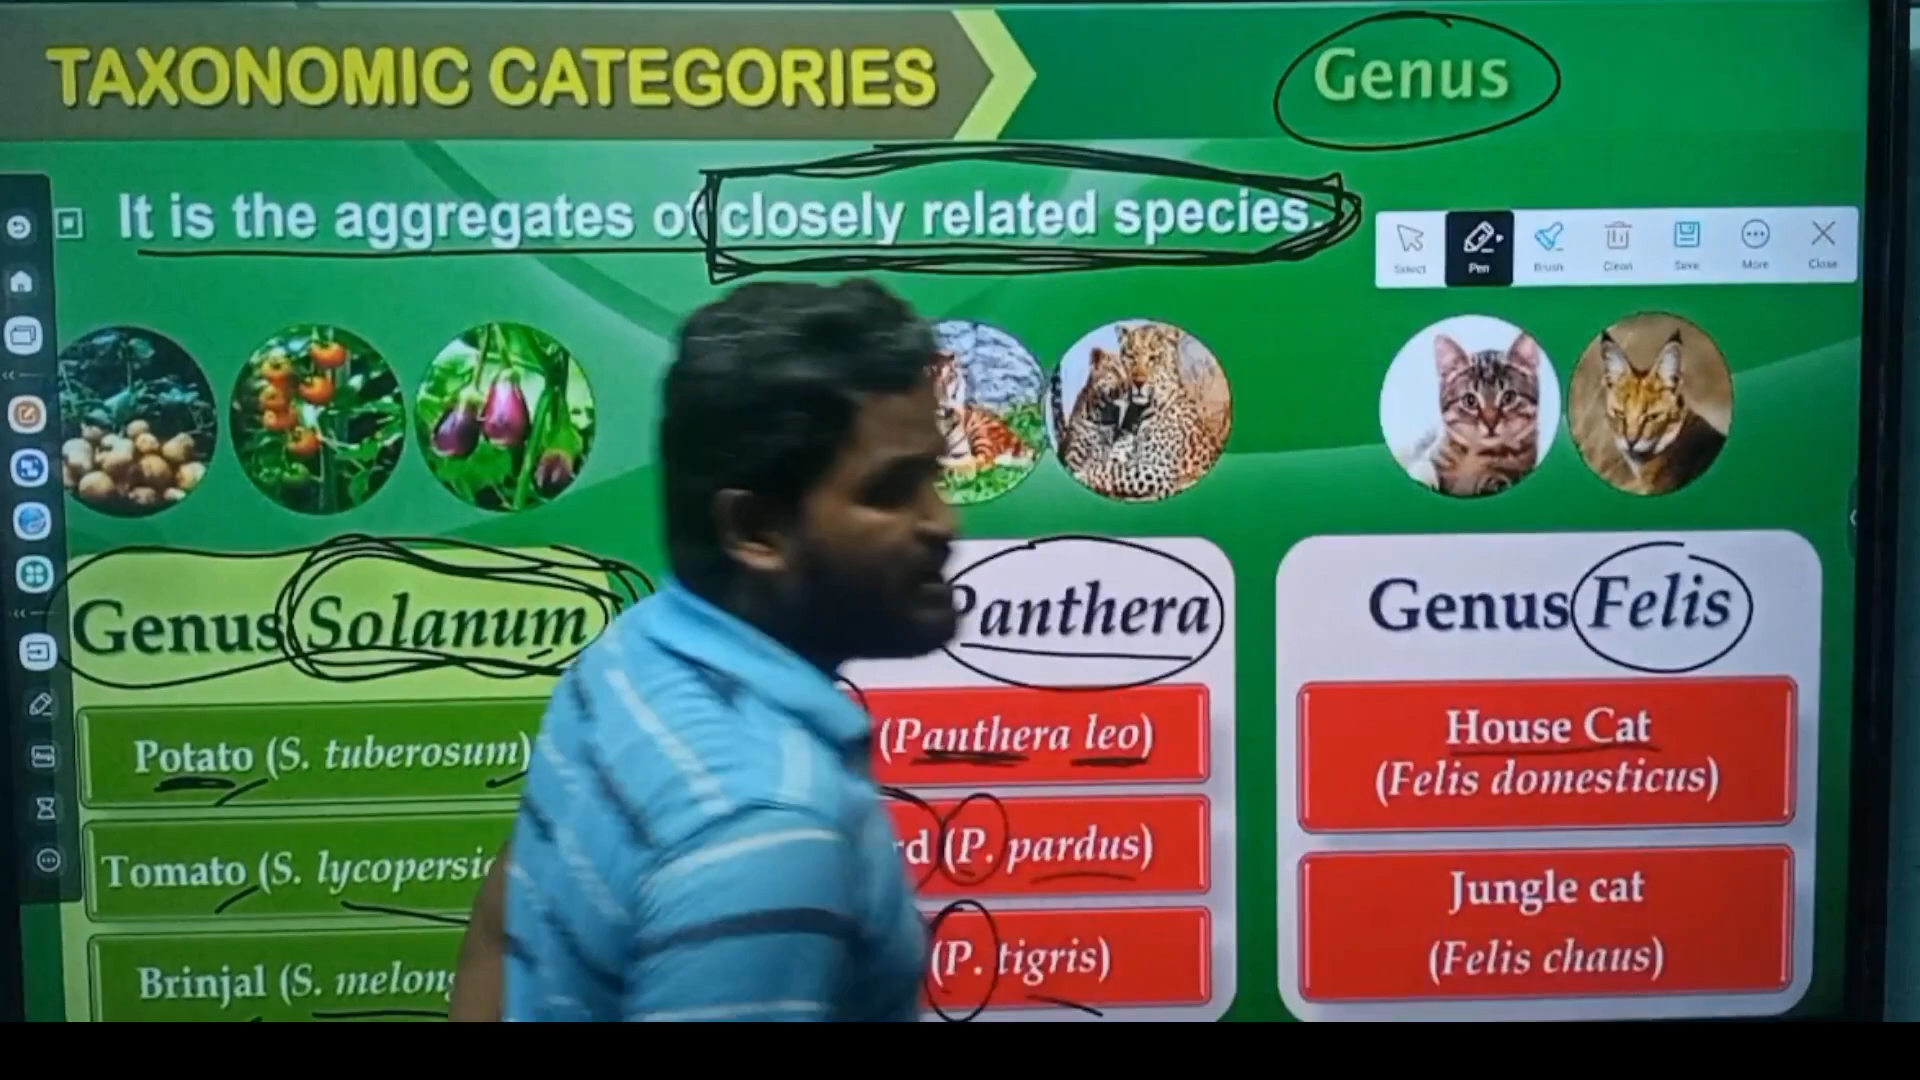 TAXONOMIC CATEGORIES
Genus
It is the aggregates of closely related species.
Select Pen Brush Clean Save More Close
Genus Solanum
Potato (S. tuberosum)
Tomato (S.
Brinjal (S.
Panthera
(Panthera leo)
(P. pardus)
(P. tigris)
Genus Felis
House Cat
(Felis domesticus)
Jungle cat
(Felis chaus)